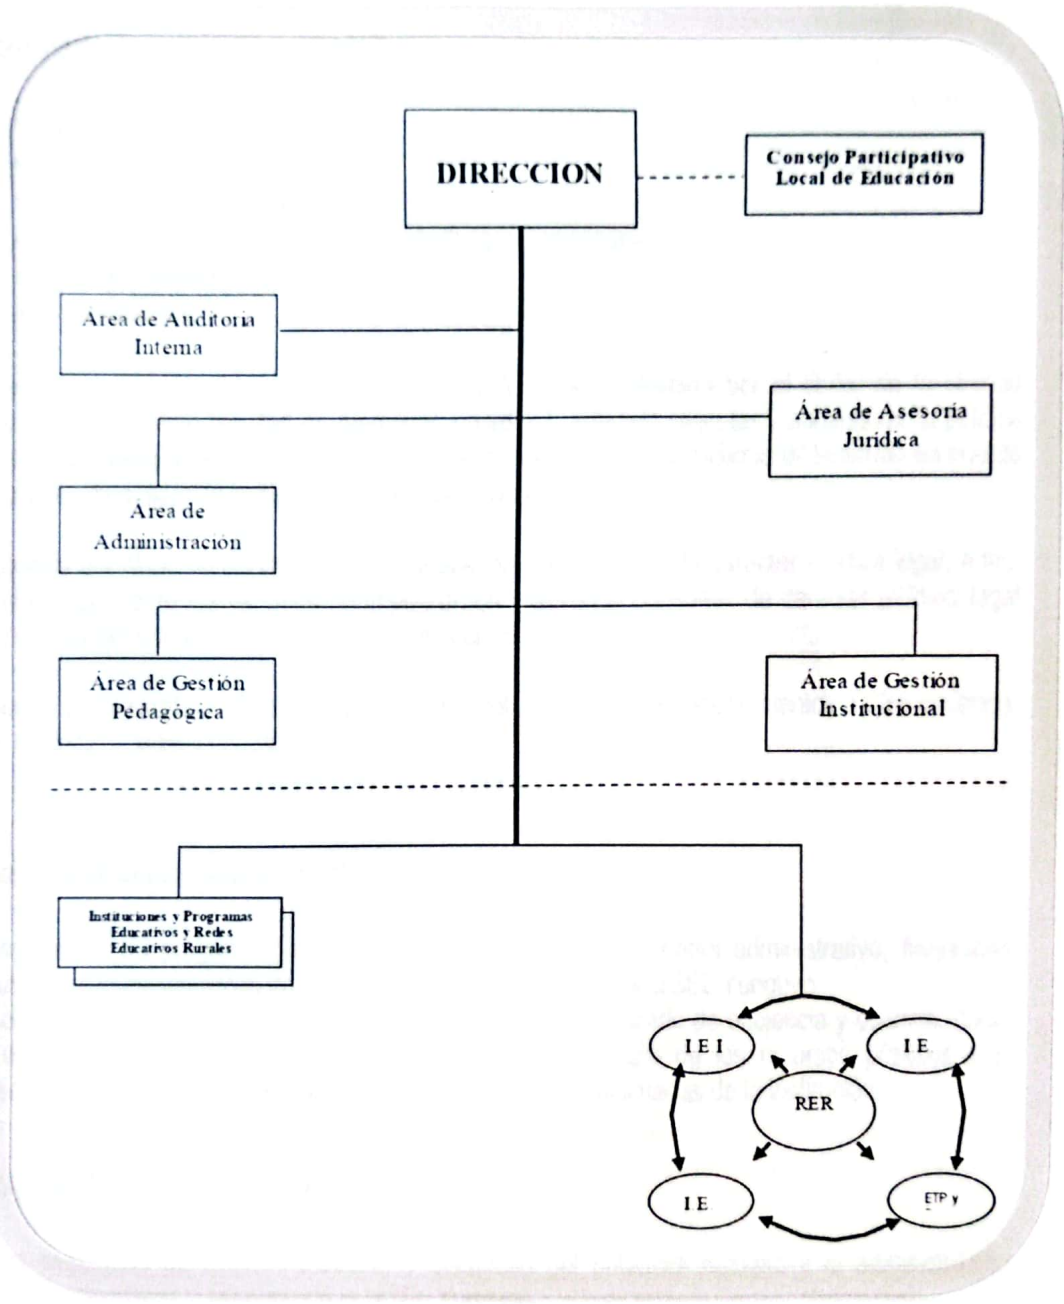 DIRECCION
Consejo Participativo
Local de Educación
Área de Auditoria
Interna
Área de Asesoría
Jurídica
Área de
Administración
Área de Gestión
Pedagógica
Área de Gestión
Institucional
Instituciones y Programas
Educativos y Redes
Educativos Rurales
I E I
I E
RER
I E
ETP y